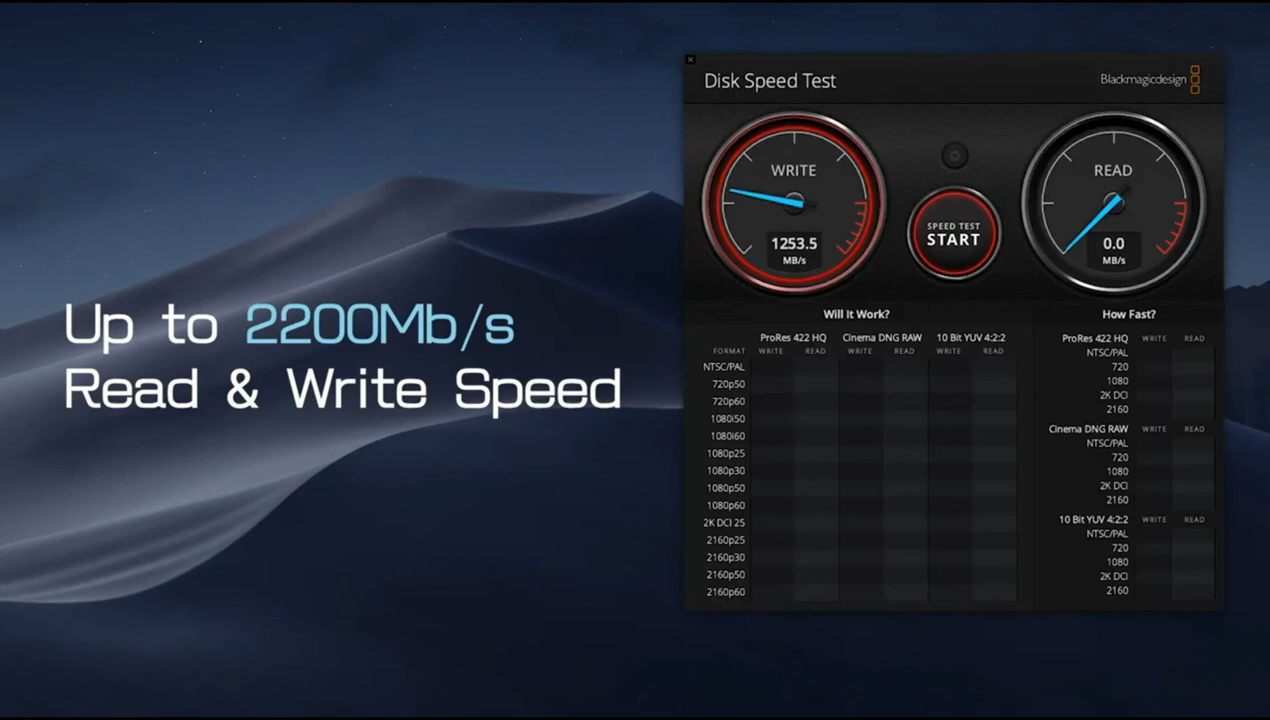 Up to 2200Mb/s
Read & Write Speed
Disk Speed Test
Blackmagicdesign
WRITE
1253.5
MB/s
SPEED TEST
START
READ
0.0
MB/s
Will It Work?
ProRes 422 HQ Cinema DNG RAW 10 Bit YUV 4:2:2
FORMAT WRITE READ WRITE READ WRITE READ
NTSC/PAL
720p50
720p60
1080i50
1080i60
1080p25
1080p30
1080p50
1080p60
2K DCI 25
2160p25
2160p30
2160p50
2160p60
How Fast?
ProRes 422 HQ WRITE READ
NTSC/PAL
720
1080
2K DCI
2160
Cinema DNG RAW WRITE READ
NTSC/PAL
720
1080
2K DCI
2160
10 Bit YUV 4:2:2 WRITE READ
NTSC/PAL
720
1080
2K DCI
2160